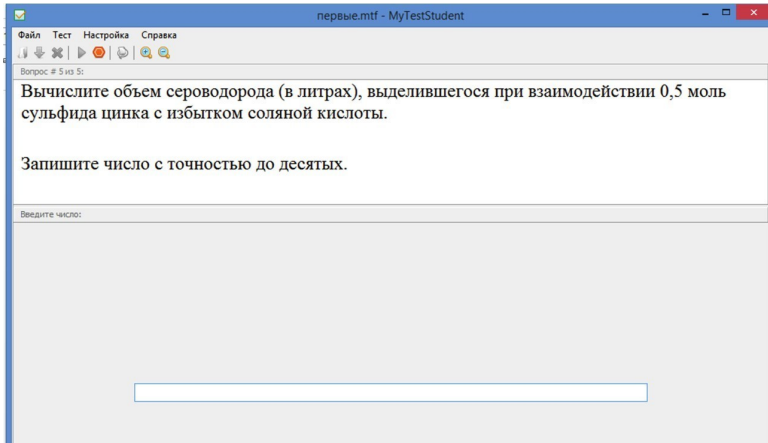 первые.mtf - MyTestStudent
Файл Тест Настройка Справка
Вопрос # 5 из 5:
Вычислите объем сероводорода (в литрах), выделившегося при взаимодействии 0,5 моль
сульфида цинка с избытком соляной кислоты.
Запишите число с точностью до десятых.
Введите число: